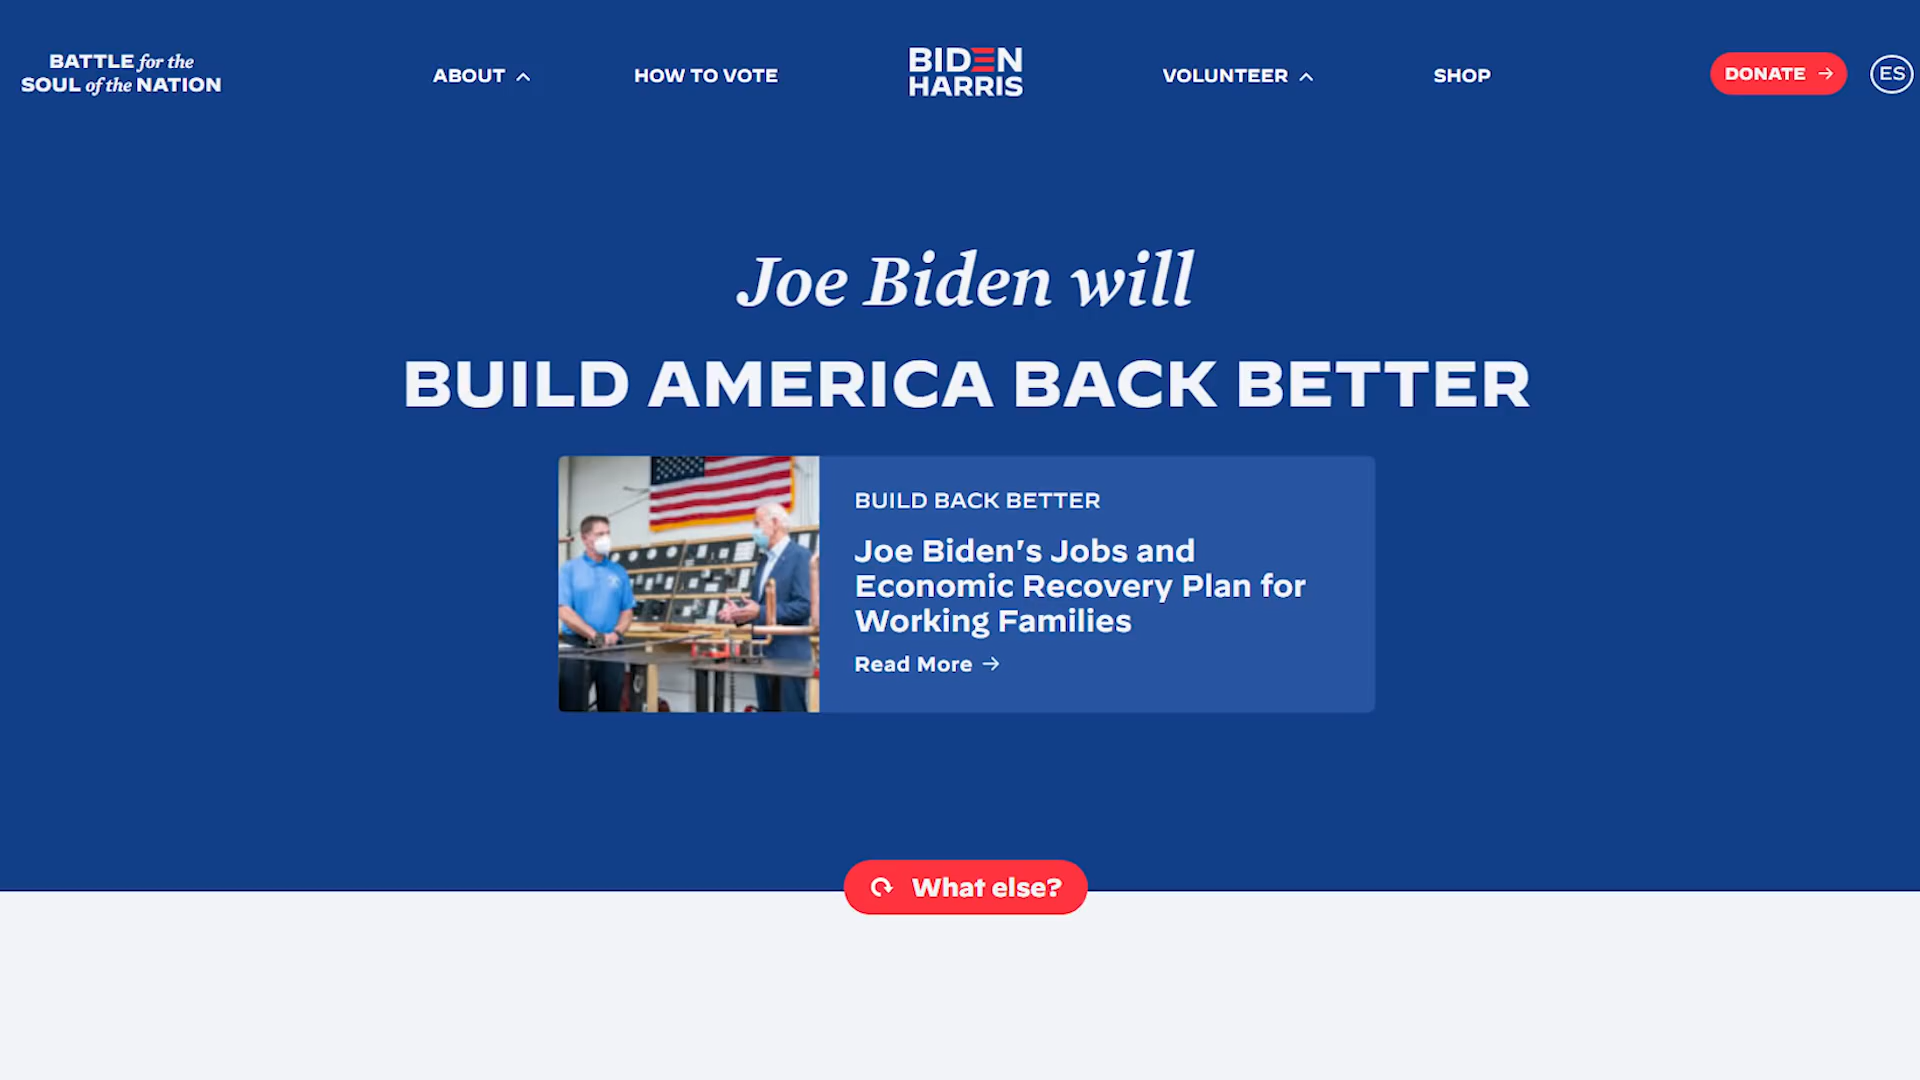 BATTLE for the
SOUL of the NATION
ABOUT
HOW TO VOTE
BIDEN
HARRIS
VOLUNTEER
SHOP
DONATE →
ES
Joe Biden will
BUILD AMERICA BACK BETTER
BUILD BACK BETTER
Joe Biden’s Jobs and
Economic Recovery Plan for
Working Families
Read More →
What else?